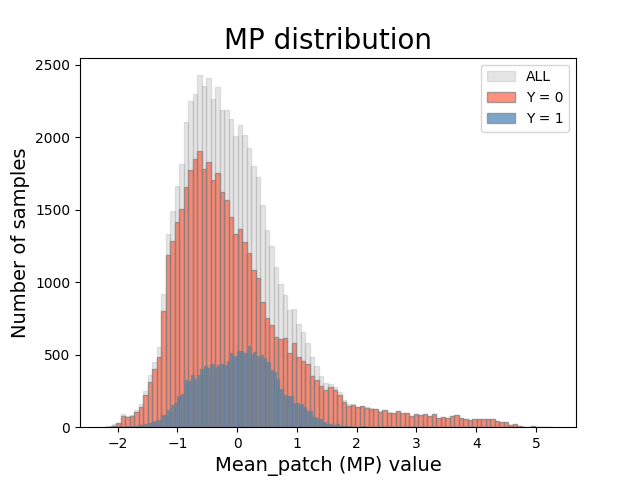 MP distribution
ALL
Y = 0
Y = 1
Number of samples
2500
2000
1500
1000
500
0
−2 −1 0 1 2 3 4 5
Mean_patch (MP) value